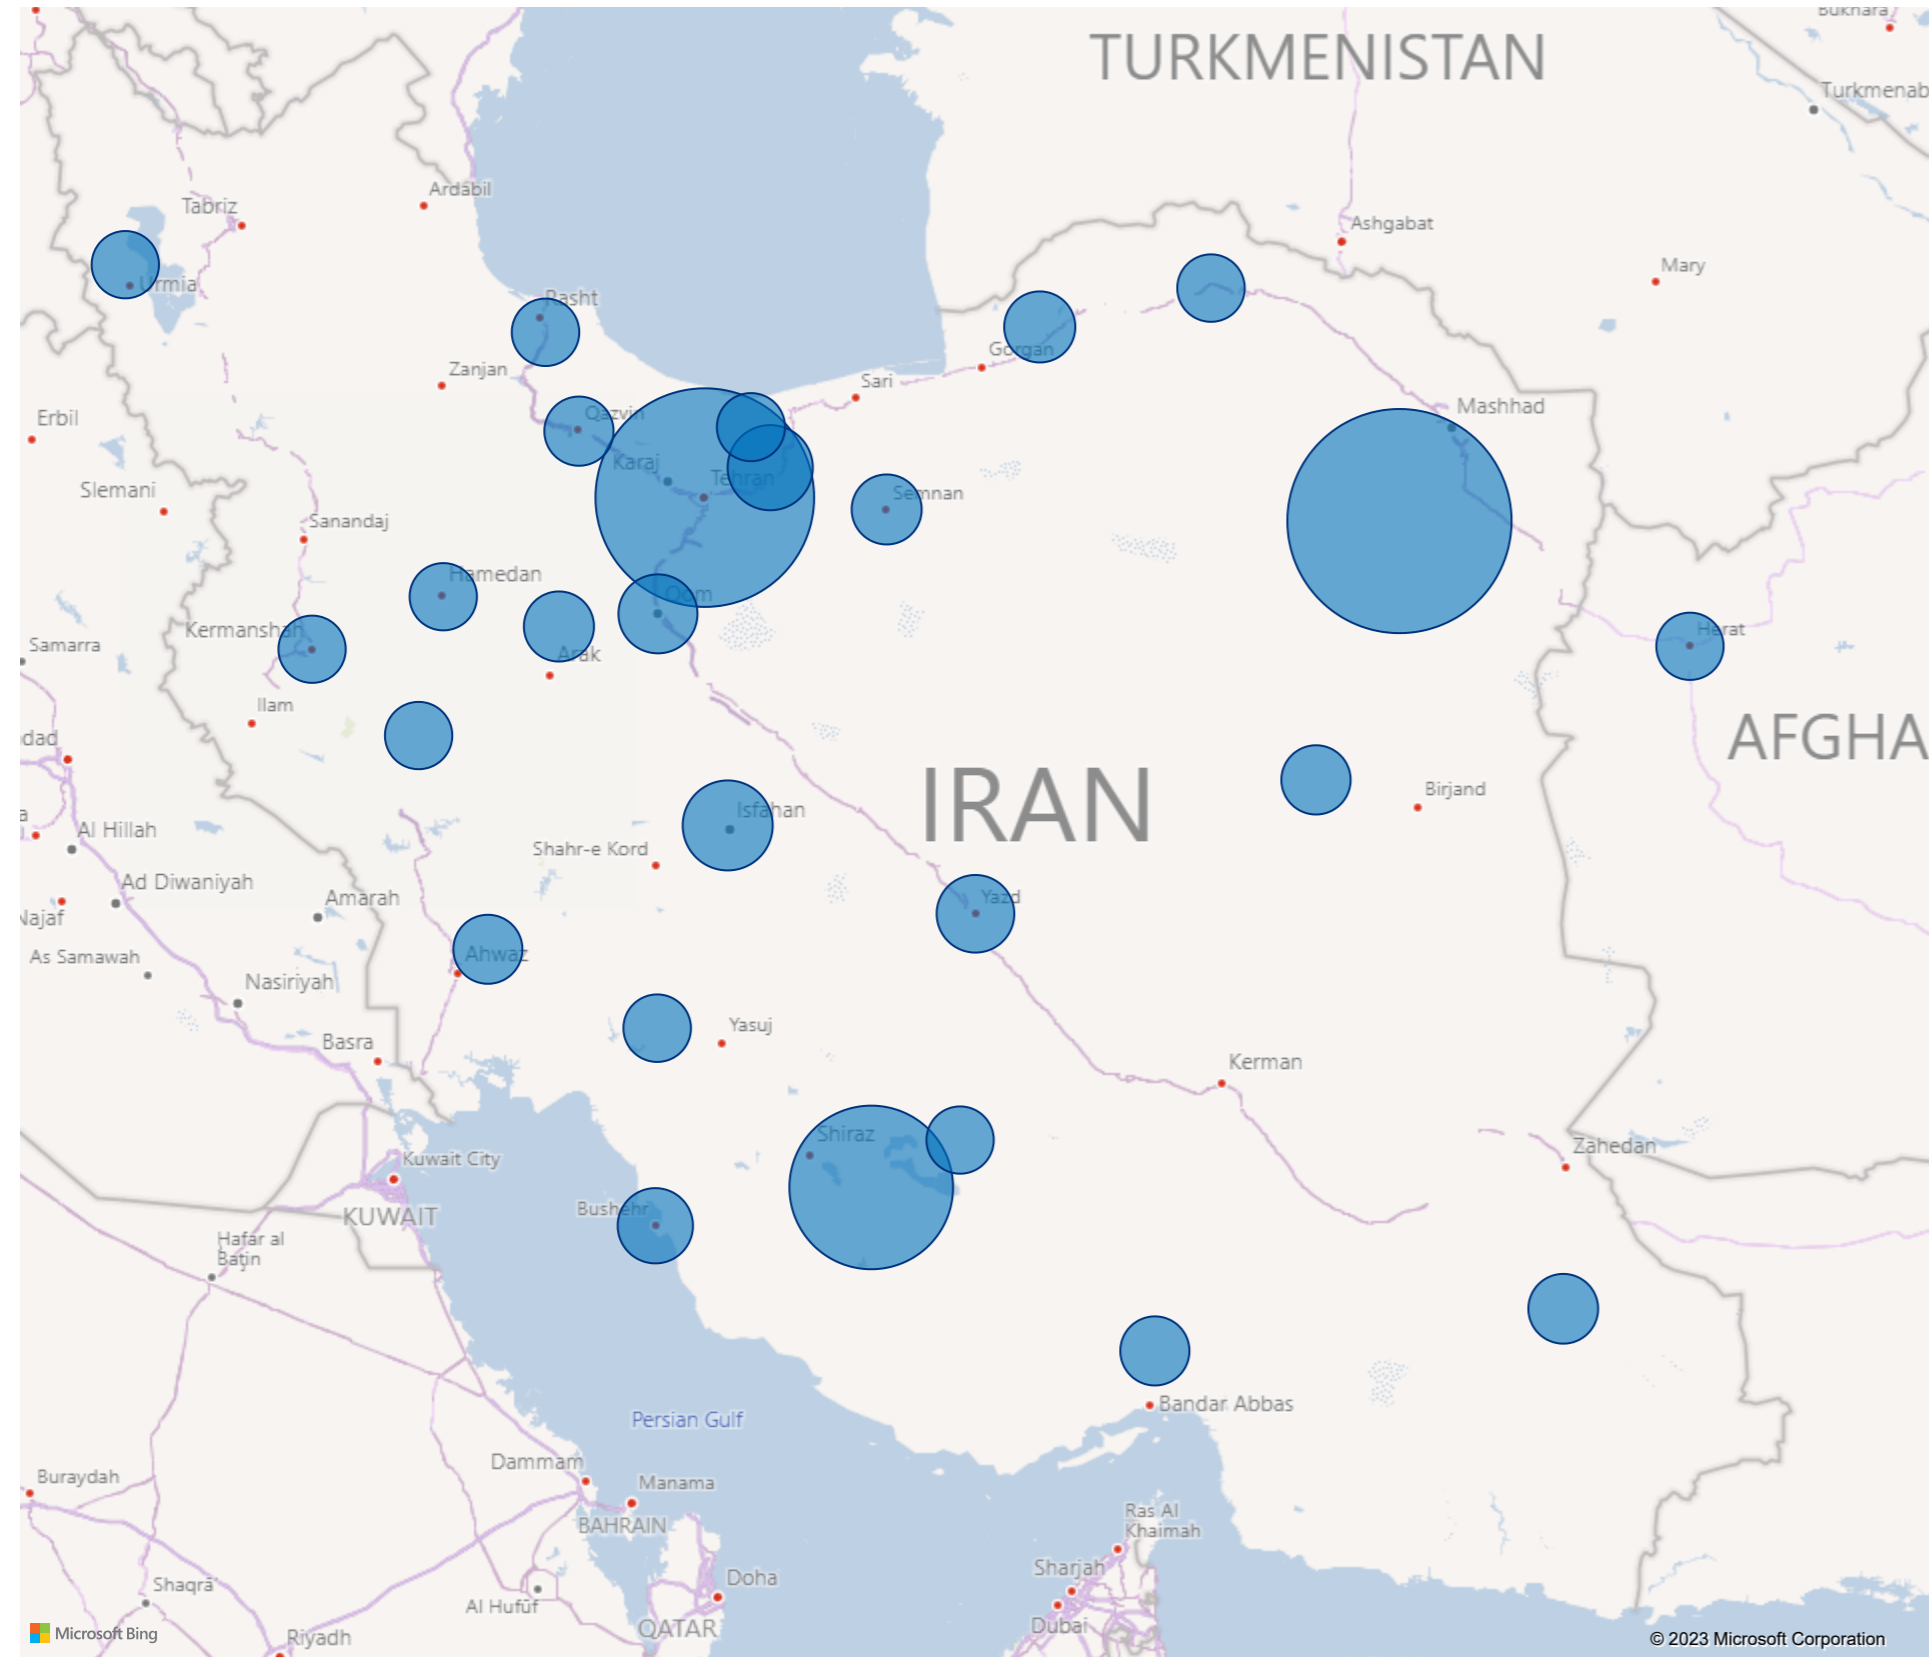 Bukhara
TURKMENISTAN
Turkmenab
Ardabil
Tabriz
Ashgabat
Mary
Urmia
Rasht
Gorgan
Zanjan
Sari
Mashhad
Erbil
Qazvin
Karaj
Tehran
Semnan
Slemani
Sanandaj
Hamedan
Qom
Kermanshah
Herat
Samarra
Arak
Ilam
dad
AFGHA
IRAN
Birjand
Isfahan
a
Al Hillah
Shahr-e Kord
Ad Diwaniyah
Amarah
Yazd
Najaf
As Samawah
Ahwaz
Nasiriyah
Yasuj
Basra
Kerman
Shiraz
Zahedan
Kuwait City
KUWAIT
Bushehr
Hafar al
Baţin
Bandar Abbas
Persian Gulf
Dammam
Manama
Buraydah
BAHRAIN
Ras Al
Khaimah
Sharjah
Doha
Shaqrā'
Al Hufūf
Dubai
QATAR
Riyadh
Microsoft Bing
© 2023 Microsoft Corporation